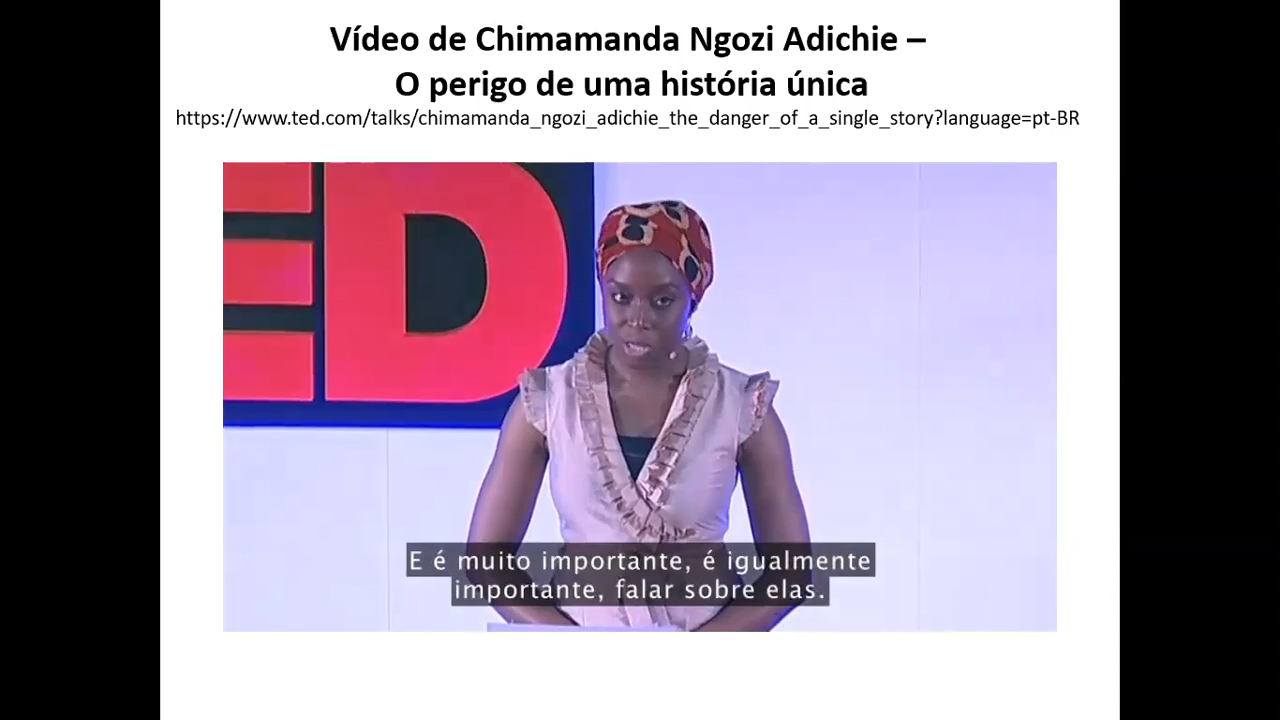 Vídeo de Chimamanda Ngozi Adichie –
O perigo de uma história única
https://www.ted.com/talks/chimamanda_ngozi_adichie_the_danger_of_a_single_story?language=pt-BR
ED
E é muito importante, é igualmente
importante, falar sobre elas.